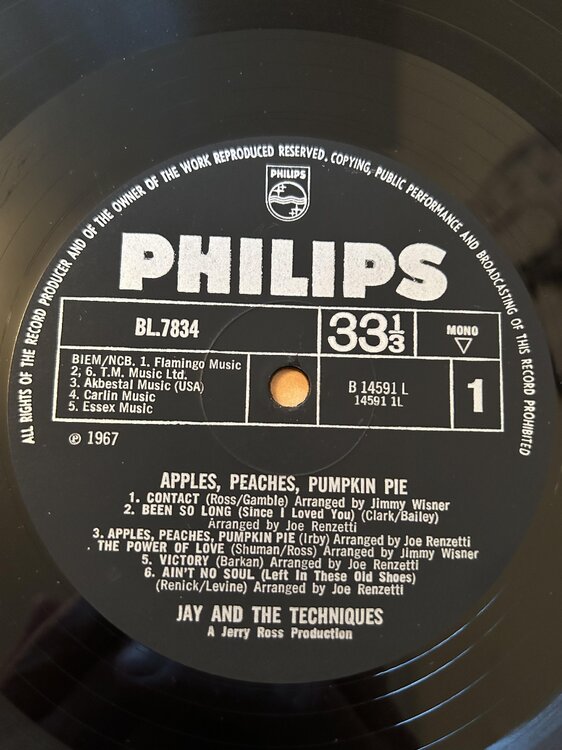 ALL RIGHTS OF THE RECORD PRODUCER AND OF THE OWNER OF THE WORK REPRODUCED RESERVED. COPYING, PUBLIC PERFORMANCE AND BROADCASTING OF THIS RECORD PROHIBITED
PHILIPS
PHILIPS
BL.7834
33⅓
MONO
BIEM/NCB. 1. Flamingo Music
2, 6. T.M. Music Ltd.
3. Akbestal Music (USA)
4. Carlin Music
5. Essex Music
B 14591 L
14591 1L
1
℗ 1967
APPLES, PEACHES, PUMPKIN PIE
1. CONTACT (Ross/Gamble) Arranged by Jimmy Wisner
2. BEEN SO LONG (Since I Loved You) (Clark/Bailey)
Arranged by Joe Renzetti
3. APPLES, PEACHES, PUMPKIN PIE (Irby) Arranged by Joe Renzetti
. THE POWER OF LOVE (Shuman/Ross) Arranged by Jimmy Wisner
5. VICTORY (Barkan) Arranged by Joe Renzetti
6. AIN'T NO SOUL (Left In These Old Shoes)
(Renick/Levine) Arranged by Joe Renzetti
JAY AND THE TECHNIQUES
A Jerry Ross Production